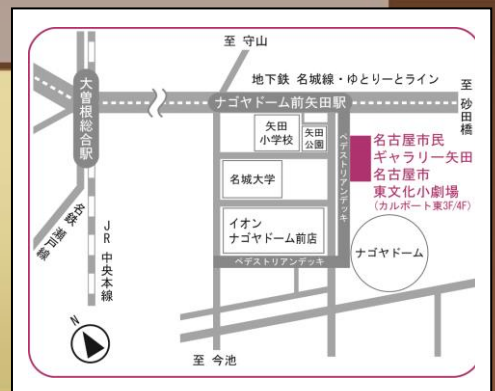 至 守山
地下鉄 名城線・ゆとりーとライン
至 砂田橋
大曽根総合駅
ナゴヤドーム前矢田駅
矢田
小学校
矢田
公園
ペデストリアンデッキ
名古屋市民
ギャラリー矢田
名古屋市
東文化小劇場
(カルポート東3F/4F)
名城大学
名鉄 瀬戸線
JR 中央本線
イオン
ナゴヤドーム前店
ナゴヤドーム
ペデストリアンデッキ
N
至 今池